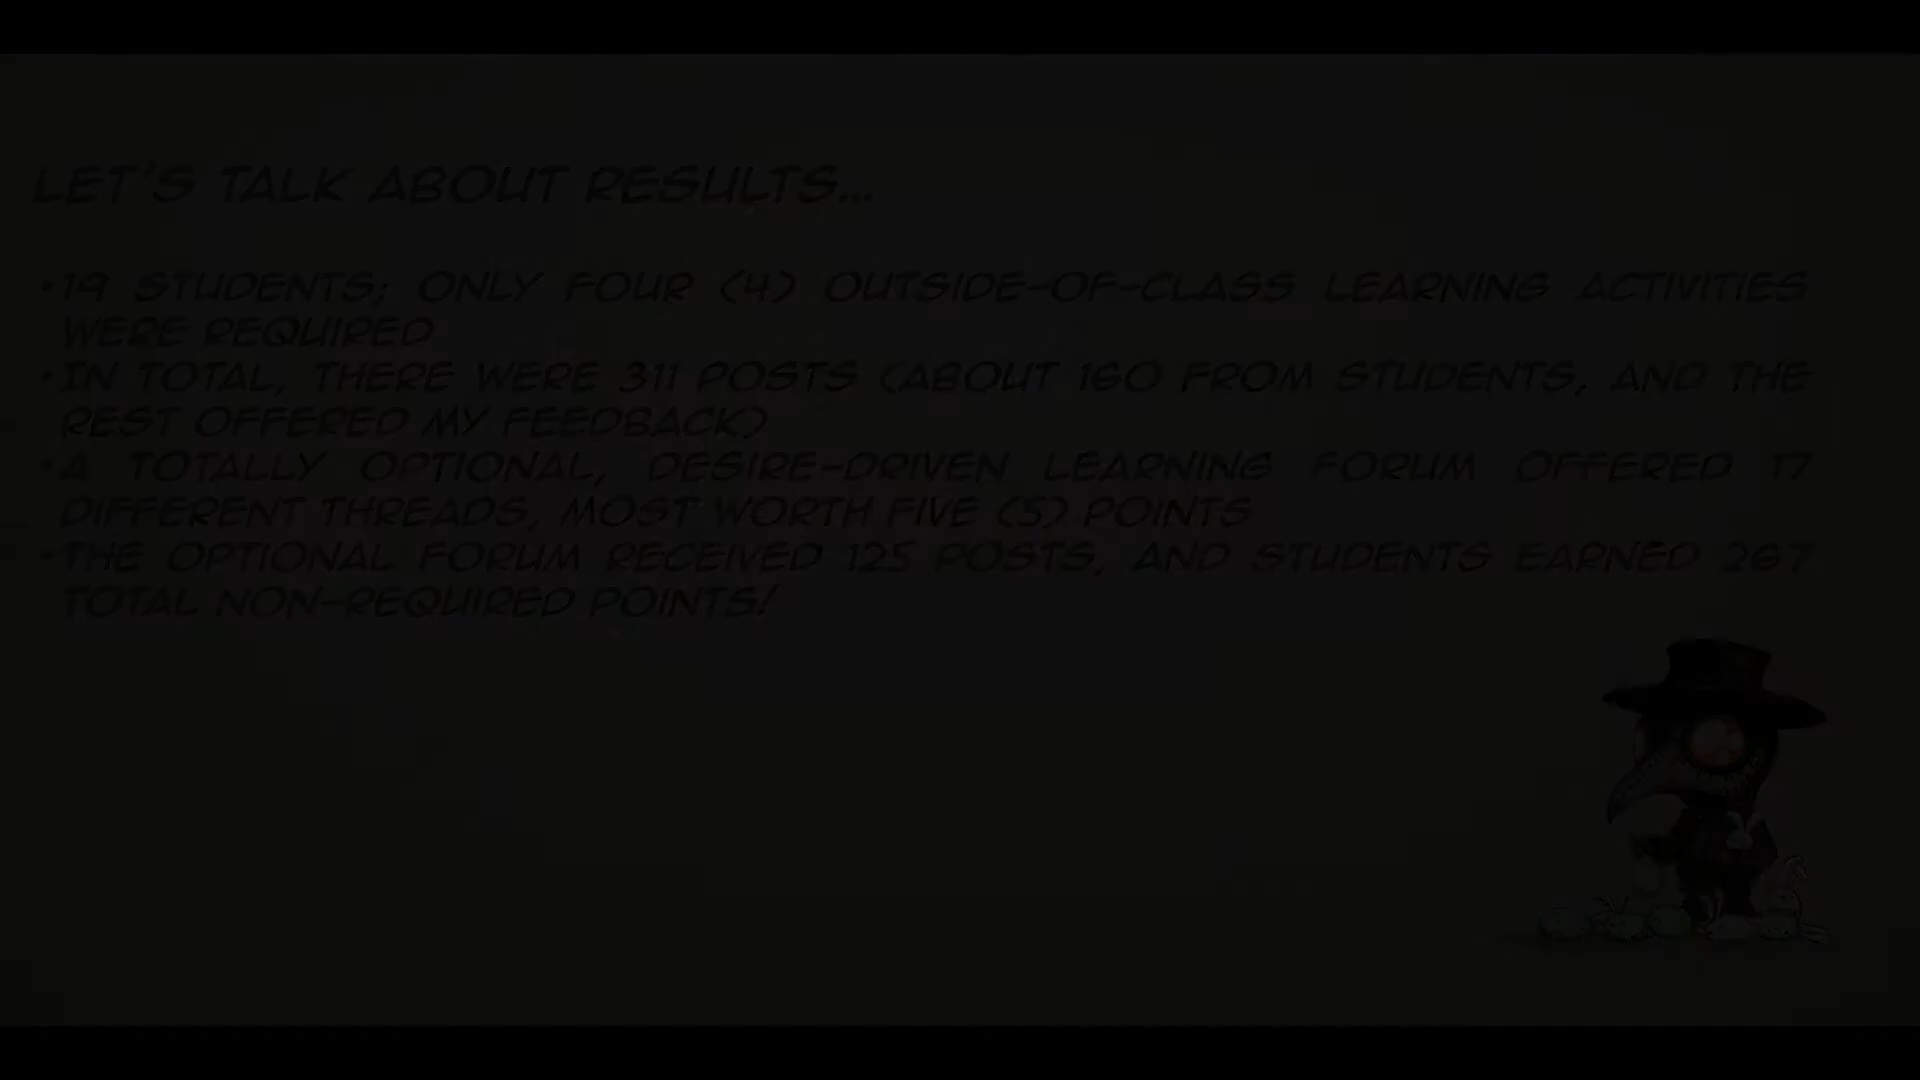 LET'S TALK ABOUT RESULTS...
•19 STUDENTS; ONLY FOUR (4) OUTSIDE-OF-CLASS LEARNING ACTIVITIES
WERE REQUIRED
•IN TOTAL, THERE WERE 311 POSTS (ABOUT 160 FROM STUDENTS, AND THE
REST OFFERED MY FEEDBACK)
•A TOTALLY OPTIONAL, DESIRE-DRIVEN LEARNING FORUM OFFERED 17
DIFFERENT THREADS, MOST WORTH FIVE (5) POINTS
•THE OPTIONAL FORUM RECEIVED 125 POSTS, AND STUDENTS EARNED 267
TOTAL NON-REQUIRED POINTS!